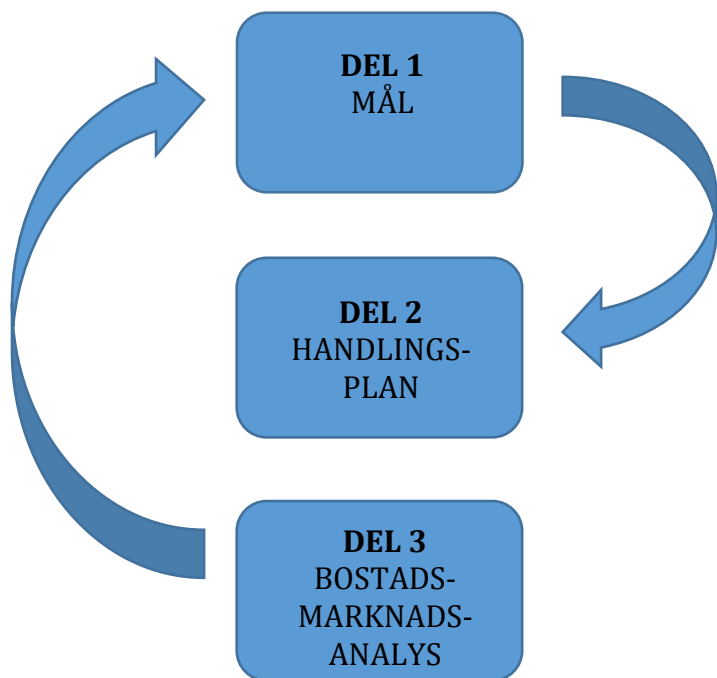 DEL 1
MÅL
DEL 2
HANDLINGS-
PLAN
DEL 3
BOSTADS-
MARKNADS-
ANALYS